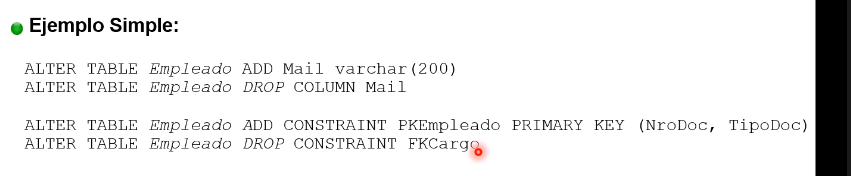 Ejemplo Simple:
ALTER TABLE Empleado ADD Mail varchar(200)
ALTER TABLE Empleado DROP COLUMN Mail
ALTER TABLE Empleado ADD CONSTRAINT PKEmpleado PRIMARY KEY (NroDoc, TipoDoc)
ALTER TABLE Empleado DROP CONSTRAINT FKCargo